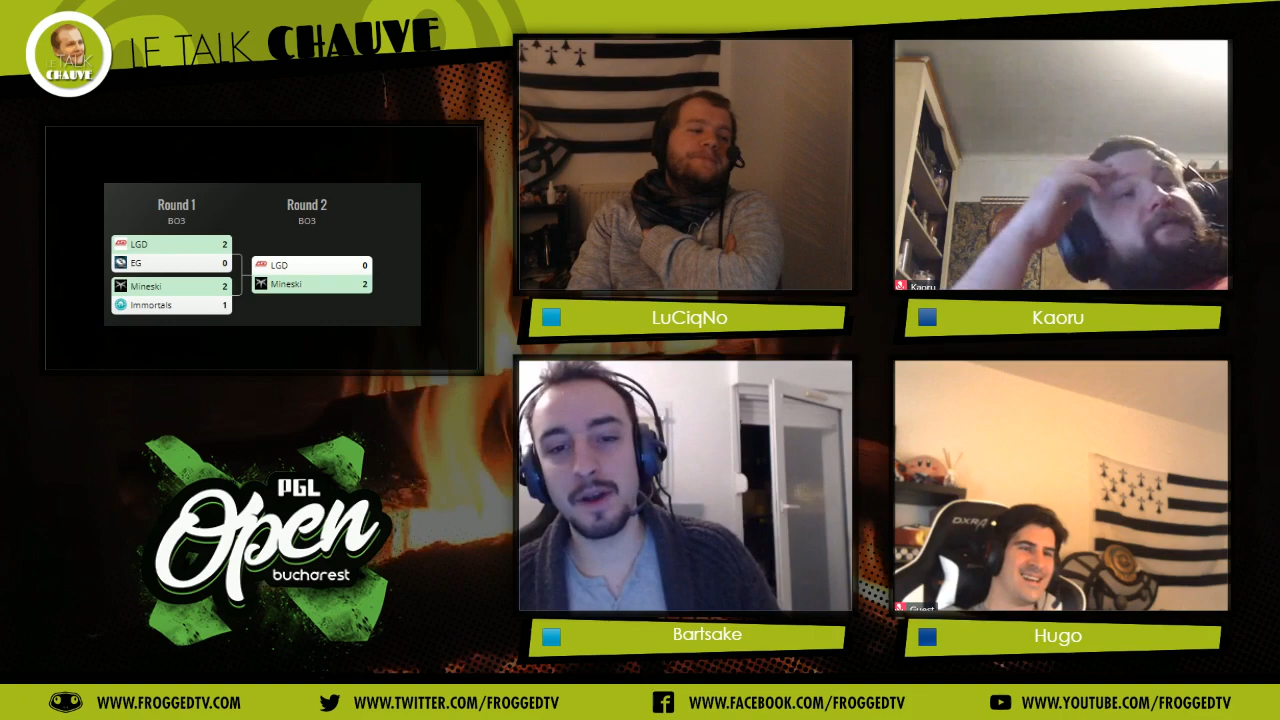 LE TALK CHAUVE
LE TALK
CHAUVE
Round 1
BO3
Round 2
BO3
LGD 2
EG 0
Mineski 2
Immortals 1
LGD 0
Mineski 2
PGL
Open
bucharest
Kaoru
LuCiqNo
Kaoru
DXRA
Guest
Bartsake
Hugo
WWW.FROGGEDTV.COM
WWW.TWITTER.COM/FROGGEDTV
WWW.FACEBOOK.COM/FROGGEDTV
WWW.YOUTUBE.COM/FROGGEDTV